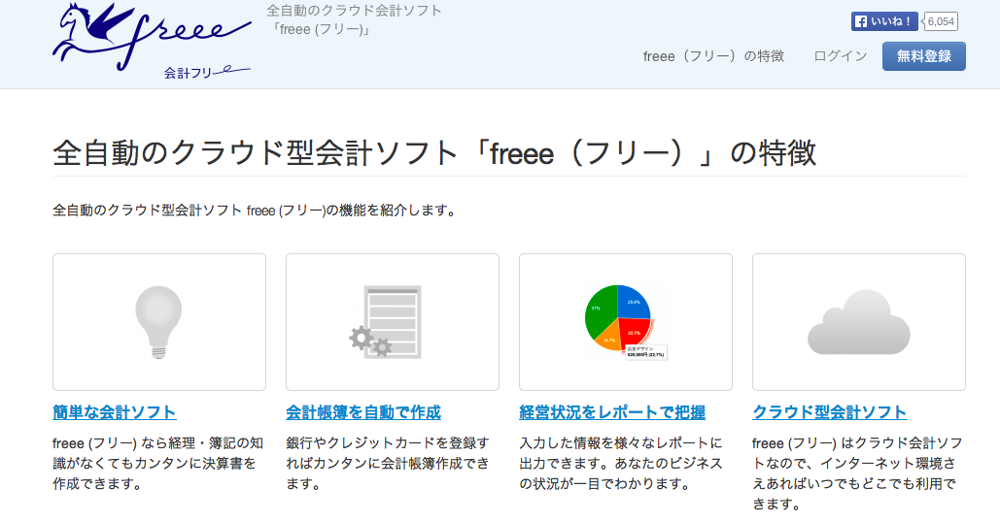 freee
会計フリー
全自動のクラウド会計ソフト
「freee (フリー)」
いいね！ 6,054
freee（フリー）の特徴 ログイン 無料登録
全自動のクラウド型会計ソフト「freee（フリー）」の特徴
全自動のクラウド型会計ソフト freee (フリー)の機能を紹介します。
31%
25.6%
22.7%
14.7%
広告デザイン
620,000円 (22.7%)
簡単な会計ソフト
freee (フリー) なら経理・簿記の知
識がなくてもカンタンに決算書を
作成できます。
会計帳簿を自動で作成
銀行やクレジットカードを登録す
ればカンタンに会計帳簿作成でき
ます。
経営状況をレポートで把握
入力した情報を様々なレポートに
出力できます。あなたのビジネス
の状況が一目でわかります。
クラウド型会計ソフト
freee (フリー) はクラウド会計ソフ
トなので、インターネット環境さ
えあればいつでもどこでも利用で
きます。